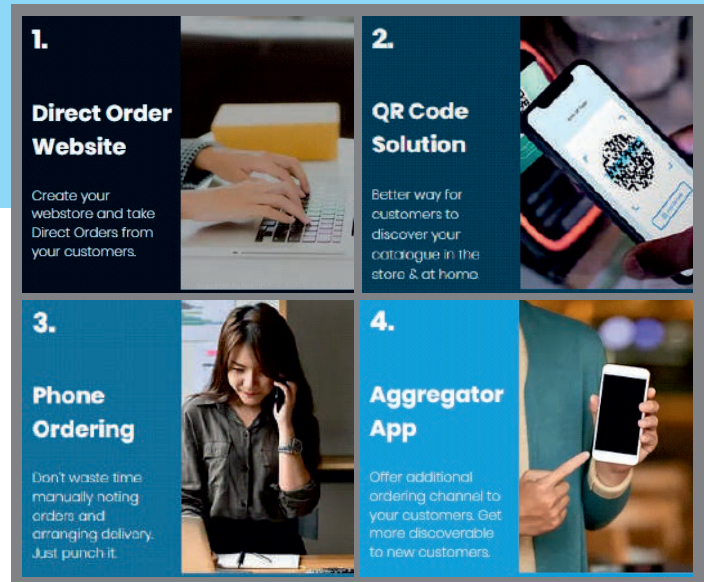 1.
Direct Order
Website
Create your
webstore and take
Direct Orders from
your customers.
2.
QR Code
Solution
Better way for
customers to
discover your
catalogue in the
store & at home.
3.
Phone
Ordering
Don't waste time
manually noting
orders and
arranging delivery.
Just punch it.
4.
Aggregator
App
Offer additional
ordering channel to
your customers. Get
more discoverable
to new customers.